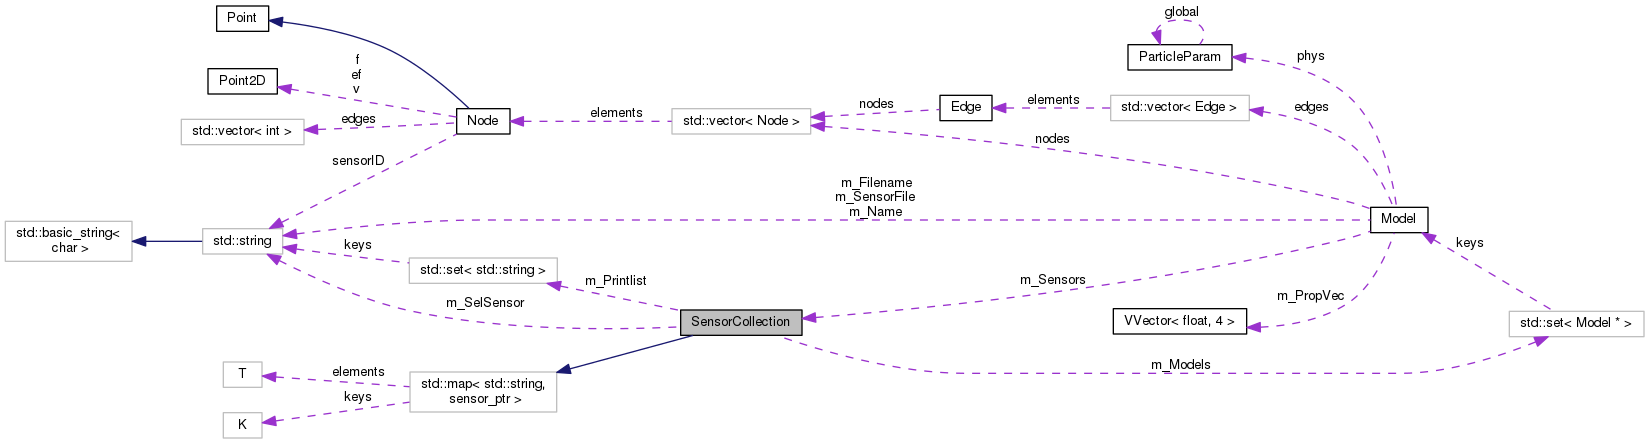 global
Point
ParticleParam
phys
f
ef
v
Point2D
edges
std::vector< int >
Node
elements
std::vector< Node >
nodes
Edge
elements
std::vector< Edge >
edges
sensorID
nodes
m_Filename
m_SensorFile
m_Name
Model
std::basic_string<
char >
std::string
keys
std::set< std::string >
m_Printlist
m_Sensors
keys
m_SelSensor
SensorCollection
m_PropVec
VVector< float, 4 >
std::set< Model * >
m_Models
T
elements
keys
std::map< std::string,
sensor_ptr >
K